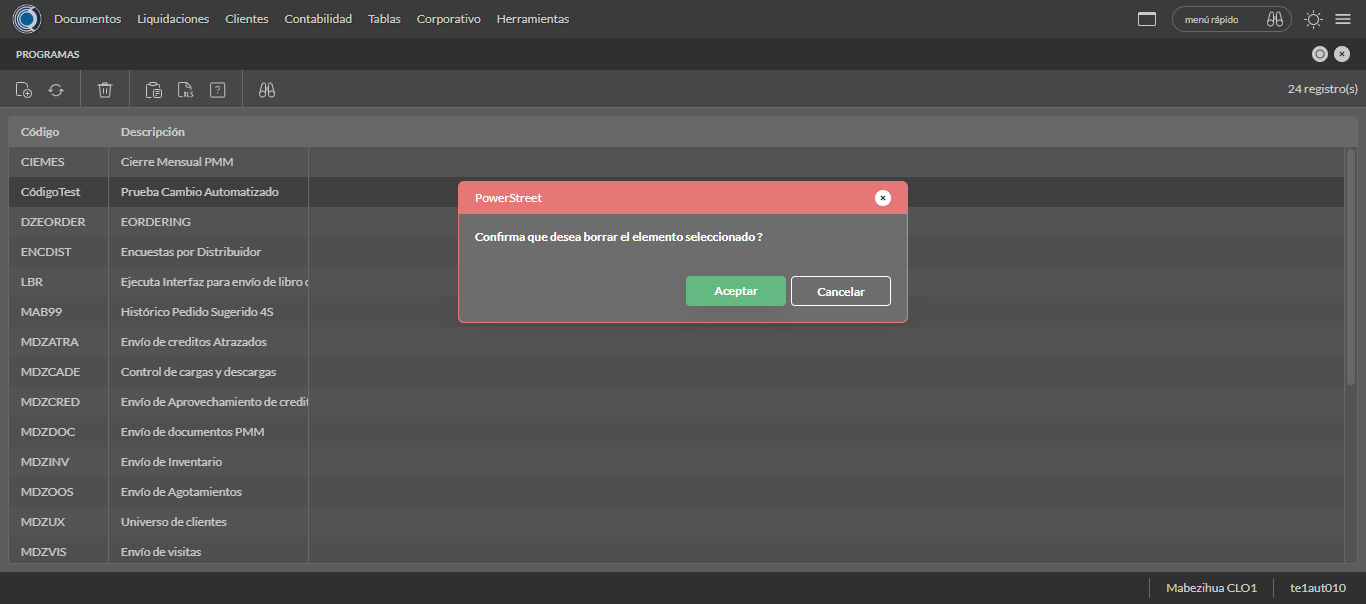 Documentos Liquidaciones Clientes Contabilidad Tablas Corporativo Herramientas menú rápido
PROGRAMAS
XLS ? 24 registro(s)
Código Descripción
CIEMES Cierre Mensual PMM
CódigoTest Prueba Cambio Automatizado
DZEORDER EORDERING
ENCDIST Encuestas por Distribuidor
LBR Ejecuta Interfaz para envío de libro
MAB99 Histórico Pedido Sugerido 4S
MDZATRA Envío de creditos Atrazados
MDZCADE Control de cargas y descargas
MDZCRED Envío de Aprovechamiento de credi
MDZDOC Envío de documentos PMM
MDZINV Envío de Inventario
MDZOOS Envío de Agotamientos
MDZUX Universo de clientes
MDZVIS Envío de visitas
PowerStreet
Confirma que desea borrar el elemento seleccionado ?
Aceptar Cancelar
Mabezihua CLO1 te1aut010